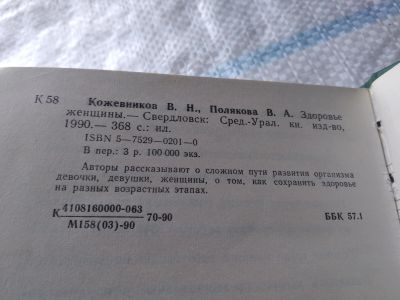 К 58
Кожевников В. Н., Полякова В. А. Здоровье
женщины.— Свердловск: Сред.-Урал. кн. изд-во,
1990.— 368 с.: ил.
ISBN 5—7529—0201—0
В пер.: 3 р. 100 000 экз.
Авторы рассказывают о сложном пути развития организма
девочки, девушки, женщины, о том, как сохранить здоровье
на разных возрастных этапах.
К 4108160000-063 70-90
М158(03)-90
ББК 57.1